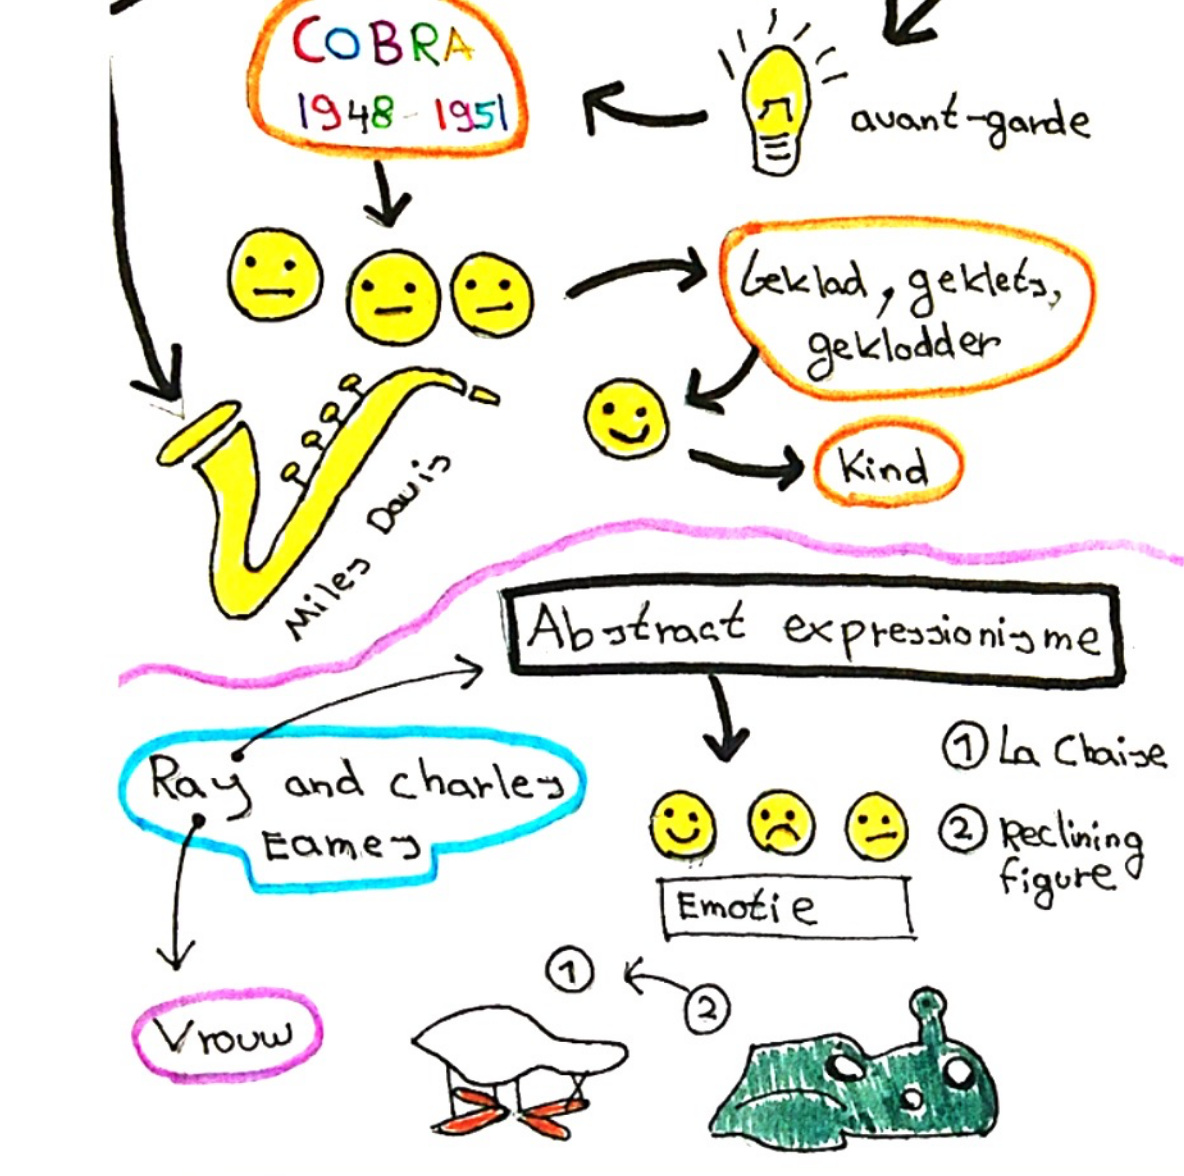 COBRA
1948-1951
avant-garde
Geklad, geklets,
geklodder
Kind
Miles Davis
Abstract expressionisme
Ray and Charles
Eames
1 La Chaise
2 Reclining
figure
Emotie
Vrouw
1
2